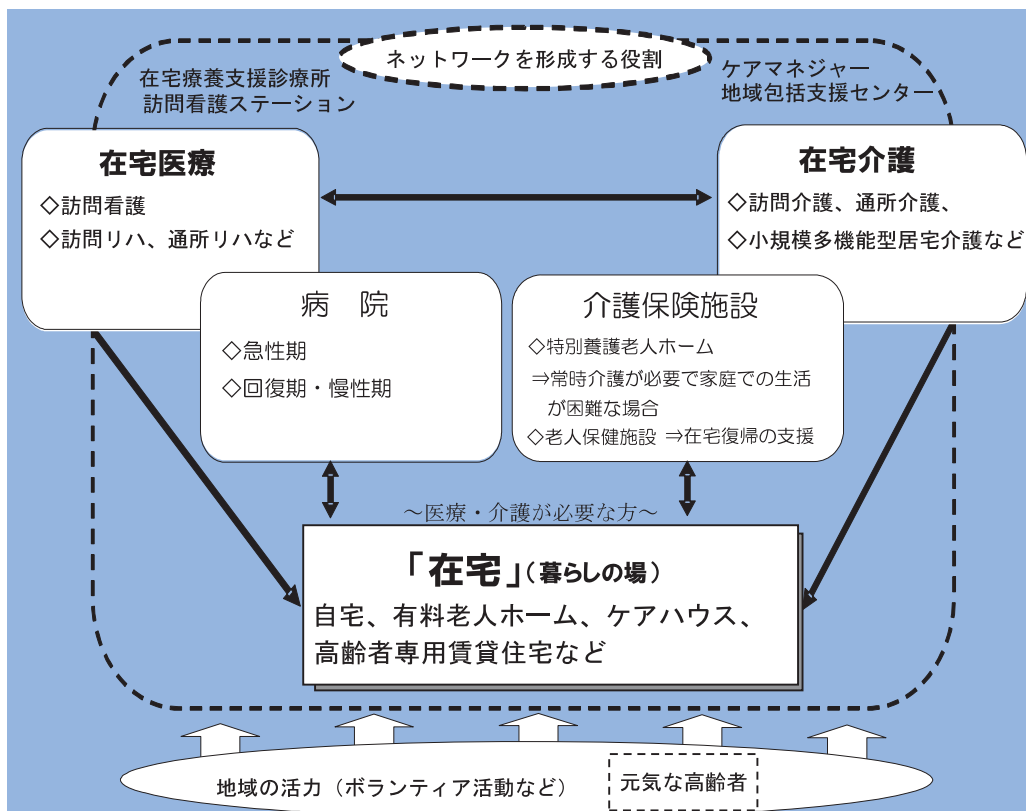 ネットワークを形成する役割
在宅療養支援診療所
訪問看護ステーション
ケアマネジャー
地域包括支援センター
在宅医療
◇訪問看護
◇訪問リハ、通所リハなど
在宅介護
◇訪問介護、通所介護、
◇小規模多機能型居宅介護など
病　院
◇急性期
◇回復期・慢性期
介護保険施設
◇特別養護老人ホーム
⇒常時介護が必要で家庭での生活
が困難な場合
◇老人保健施設 ⇒在宅復帰の支援
～医療・介護が必要な方～
「在宅」（暮らしの場）
自宅、有料老人ホーム、ケアハウス、
高齢者専用賃貸住宅など
地域の活力（ボランティア活動など）
元気な高齢者